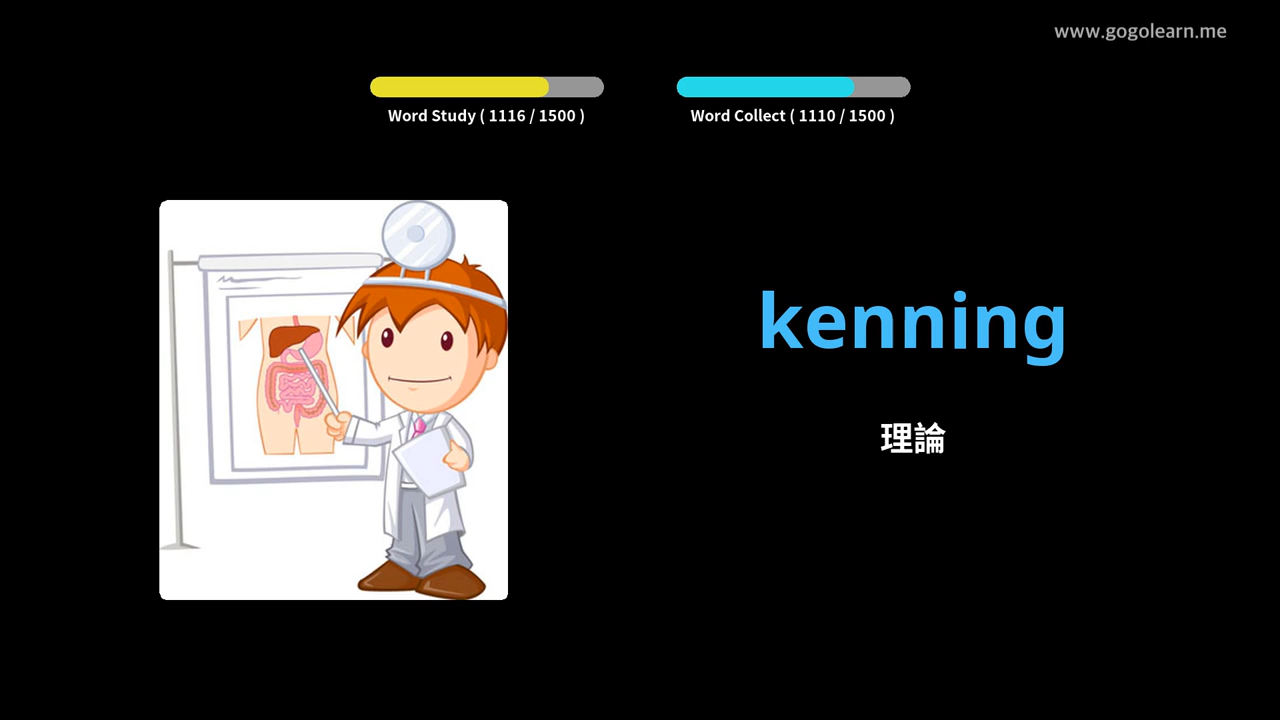 www.gogolearn.me
Word Study ( 1116 / 1500 )
Word Collect ( 1110 / 1500 )
kenning
理論